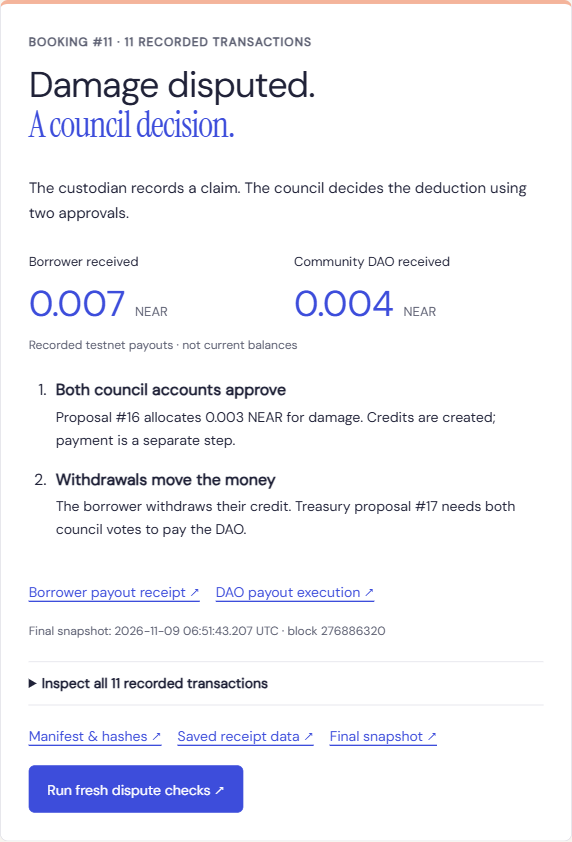 BOOKING #11 · 11 RECORDED TRANSACTIONS
Damage disputed.
A council decision.
The custodian records a claim. The council decides the deduction using
two approvals.
Borrower received
Community DAO received
0.007 NEAR
0.004 NEAR
Recorded testnet payouts · not current balances
1. Both council accounts approve
Proposal #16 allocates 0.003 NEAR for damage. Credits are created;
payment is a separate step.
2. Withdrawals move the money
The borrower withdraws their credit. Treasury proposal #17 needs both
council votes to pay the DAO.
Borrower payout receipt ↗ DAO payout execution ↗
Final snapshot: 2026-11-09 06:51:43.207 UTC · block 276886320
▶ Inspect all 11 recorded transactions
Manifest & hashes ↗ Saved receipt data ↗ Final snapshot ↗
Run fresh dispute checks ↗